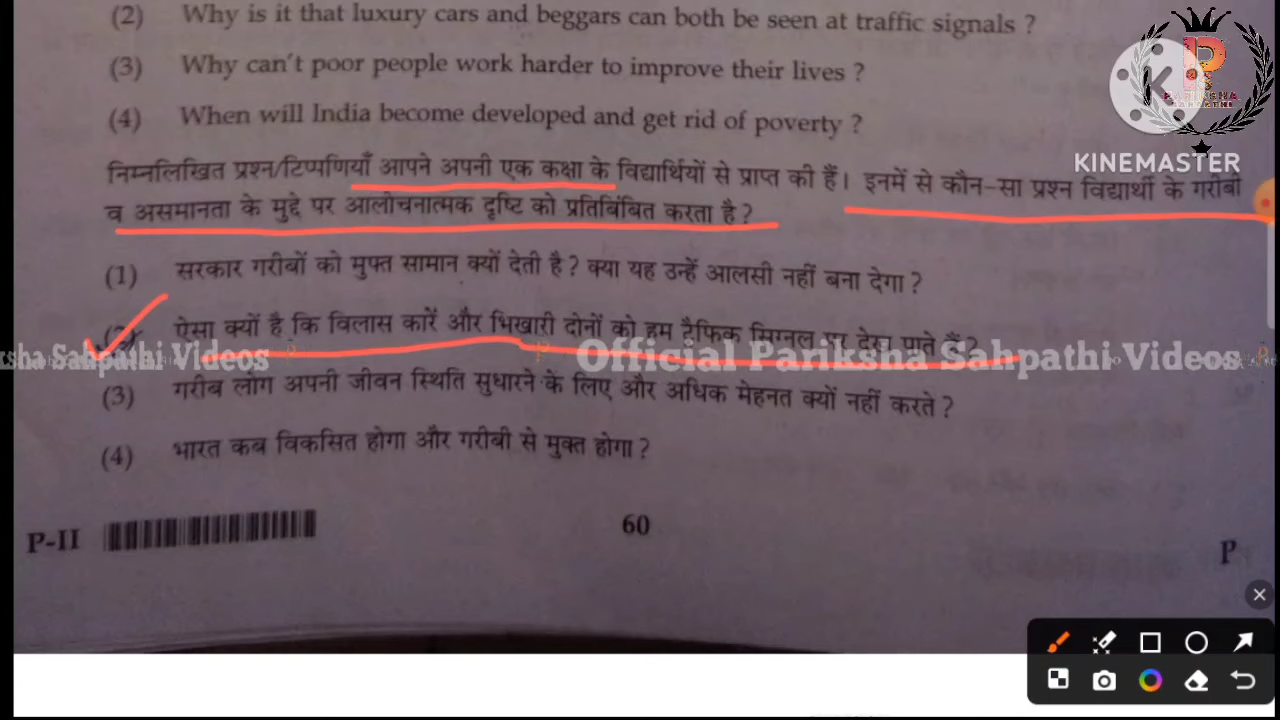 (2) Why is it that luxury cars and beggars can both be seen at traffic signals ?
(3) Why can't poor people work harder to improve their lives ?
(4) When will India become developed and get rid of poverty ?
KINEMASTER
निम्नलिखित प्रश्न/टिप्पणियाँ आपने अपनी एक कक्षा के विद्यार्थियों से प्राप्त की हैं। इनमें से कौन-सा प्रश्न विद्यार्थी के गरीबी
व असमानता के मुद्दे पर आलोचनात्मक दृष्टि को प्रतिबिंबित करता है ?
(1) सरकार गरीबों को मुफ्त सामान क्यों देती है ? क्या यह उन्हें आलसी नहीं बना देगा ?
ऐसा क्यों है कि विलास कारें और भिखारी दोनों को हम ट्रैफिक सिग्नल पर देख पाते हैं ?
Sahpathi Videos
Official Pariksha Sahpathi Videos
(3) गरीब लोग अपनी जीवन स्थिति सुधारने के लिए और अधिक मेहनत क्यों नहीं करते ?
(4) भारत कब विकसित होगा और गरीबी से मुक्त होगा ?
P-II 60 P